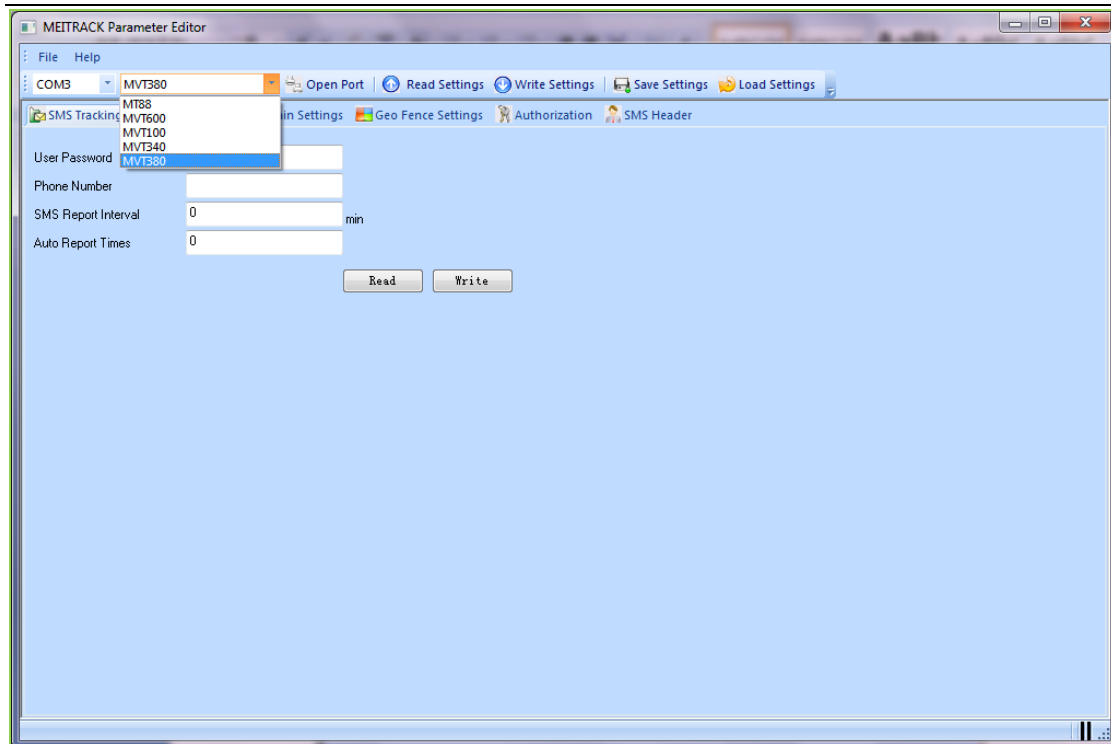 MEITRACK Parameter Editor
File Help
COM3 MVT380 Open Port Read Settings Write Settings Save Settings Load Settings
MT88
MVT600
MVT100
MVT340
MVT380
SMS Tracking in Settings Geo Fence Settings Authorization SMS Header
User Password
Phone Number
SMS Report Interval 0 min
Auto Report Times 0
Read Write